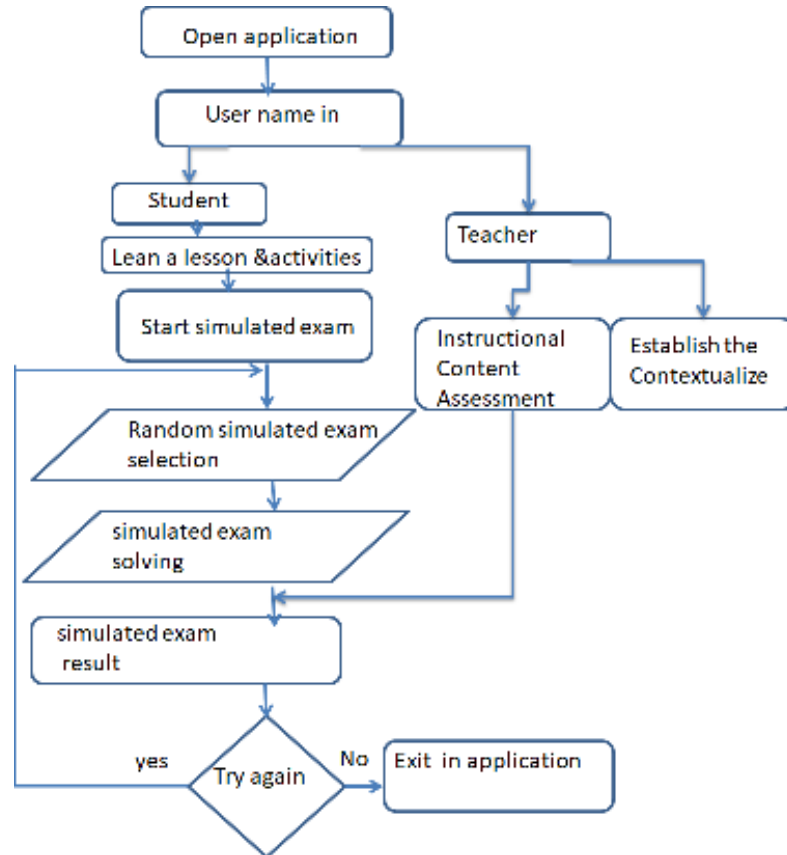 Open application
User name in
Student
Teacher
Lean a lesson &activities
Start simulated exam
Instructional
Content
Assessment
Establish the
Contextualize
Random simulated exam
selection
simulated exam
solving
simulated exam
result
yes
Try again
No
Exit in application